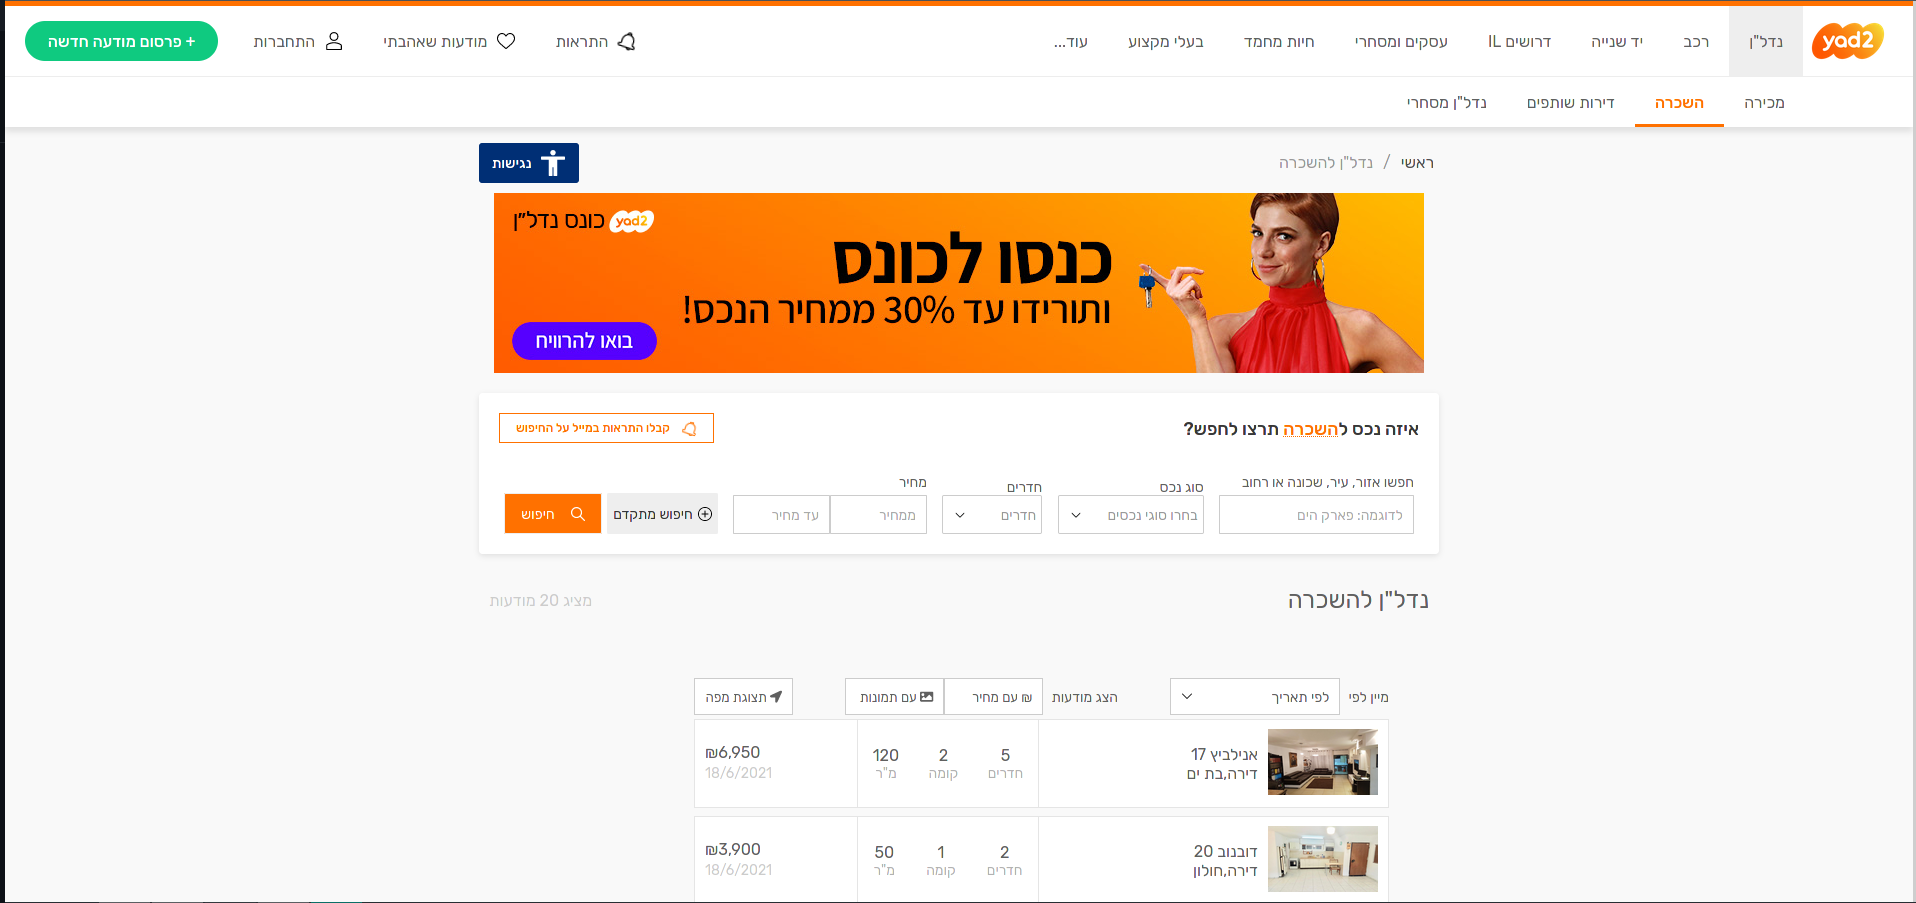 yad2
נדל"ן
רכב
יד שנייה
דרושים IL
עסקים ומסחרי
חיות מחמד
בעלי מקצוע
עוד...
התראות
מודעות שאהבתי
התחברות
+ פרסום מודעה חדשה
מכירה
השכרה
דירות שותפים
נדל"ן מסחרי
ראשי / נדל"ן להשכרה
נגישות
yad2 כונס נדל״ן
כנסו לכונס
ותורידו עד 30% ממחיר הנכס!
בואו להרוויח
איזה נכס להשכרה תרצו לחפש?
קבלו התראות במייל על החיפוש
חפשו אזור, עיר, שכונה או רחוב
סוג נכס
חדרים
מחיר
לדוגמה: פארק הים
בחרו סוגי נכסים
חדרים
ממחיר
עד מחיר
חיפוש מתקדם
חיפוש
נדל"ן להשכרה
מציג 20 מודעות
מיין לפי
לפי תאריך
הצג מודעות
₪ עם מחיר
עם תמונות
תצוגת מפה
אנילביץ 17
דירה,בת ים
5
חדרים
2
קומה
120
מ"ר
₪6,950
18/6/2021
דובנוב 20
דירה,חולון
2
חדרים
1
קומה
50
מ"ר
₪3,900
18/6/2021